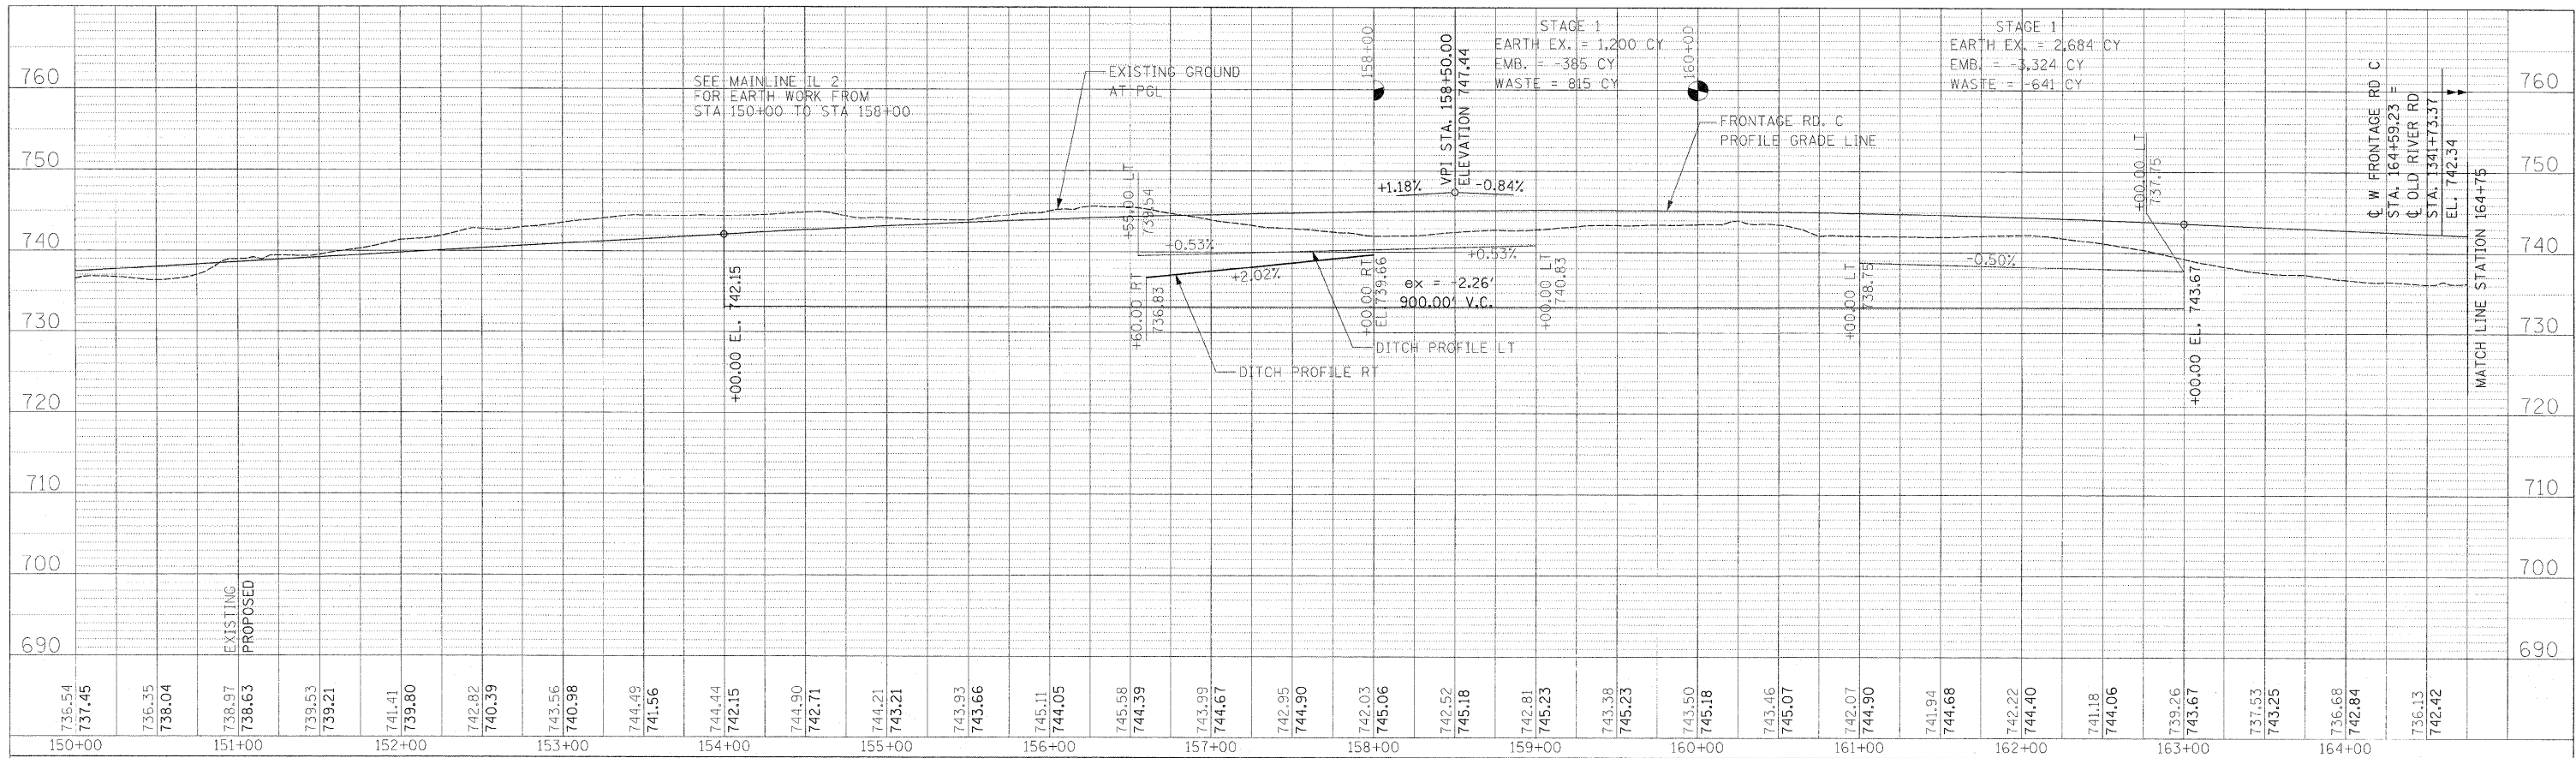 760
750
740
730
720
710
700
690
SEE MAINLINE IL 2
FOR EARTH WORK FROM
STA 150+00 TO STA 158+00
EXISTING GROUND
AT PGL
158+00
VPI STA. 158+50.00
ELEVATION 747.44
+1.18%
-0.84%
STAGE 1
EARTH EX. = 1,200 CY
EMB. = -385 CY
WASTE = 815 CY
160+00
FRONTAGE RD. C
PROFILE GRADE LINE
STAGE 1
EARTH EX. = 2,684 CY
EMB. = -3,324 CY
WASTE = -641 CY
℄ W FRONTAGE RD C
STA. 164+59.23 =
℄ OLD RIVER RD
STA. 1341+73.37
EL. 742.34
MATCH LINE STATION 164+75
760
750
740
730
720
710
700
690
+00.00 EL. 742.15
+55.00 LT
739.54
+0.53%
+60.00 RT
736.83
+2.02%
+00.00 RT
EL 739.66
ex = -2.26'
900.00' V.C.
+0.53%
+00.00 LT
740.83
DITCH PROFILE LT
DITCH PROFILE RT
+00.00 LT
738.75
-0.50%
+00.00 LT
737.75
+00.00 EL. 743.67
EXISTING
PROPOSED
736.54 736.35 738.97 739.53 741.41 742.82 743.56 744.49 744.44 744.90 744.21 743.93 745.11 745.58 743.99 742.95 742.03 742.52 742.81 743.38 743.50 743.46 742.07 741.94 742.22 741.18 739.26 737.53 736.68 736.13
737.45 738.04 738.63 739.21 739.80 740.39 740.98 741.56 742.15 742.71 743.21 743.66 744.05 744.39 744.67 744.90 745.06 745.18 745.23 745.23 745.18 745.07 744.90 744.68 744.40 744.06 743.67 743.25 742.84 742.42
150+00 151+00 152+00 153+00 154+00 155+00 156+00 157+00 158+00 159+00 160+00 161+00 162+00 163+00 164+00